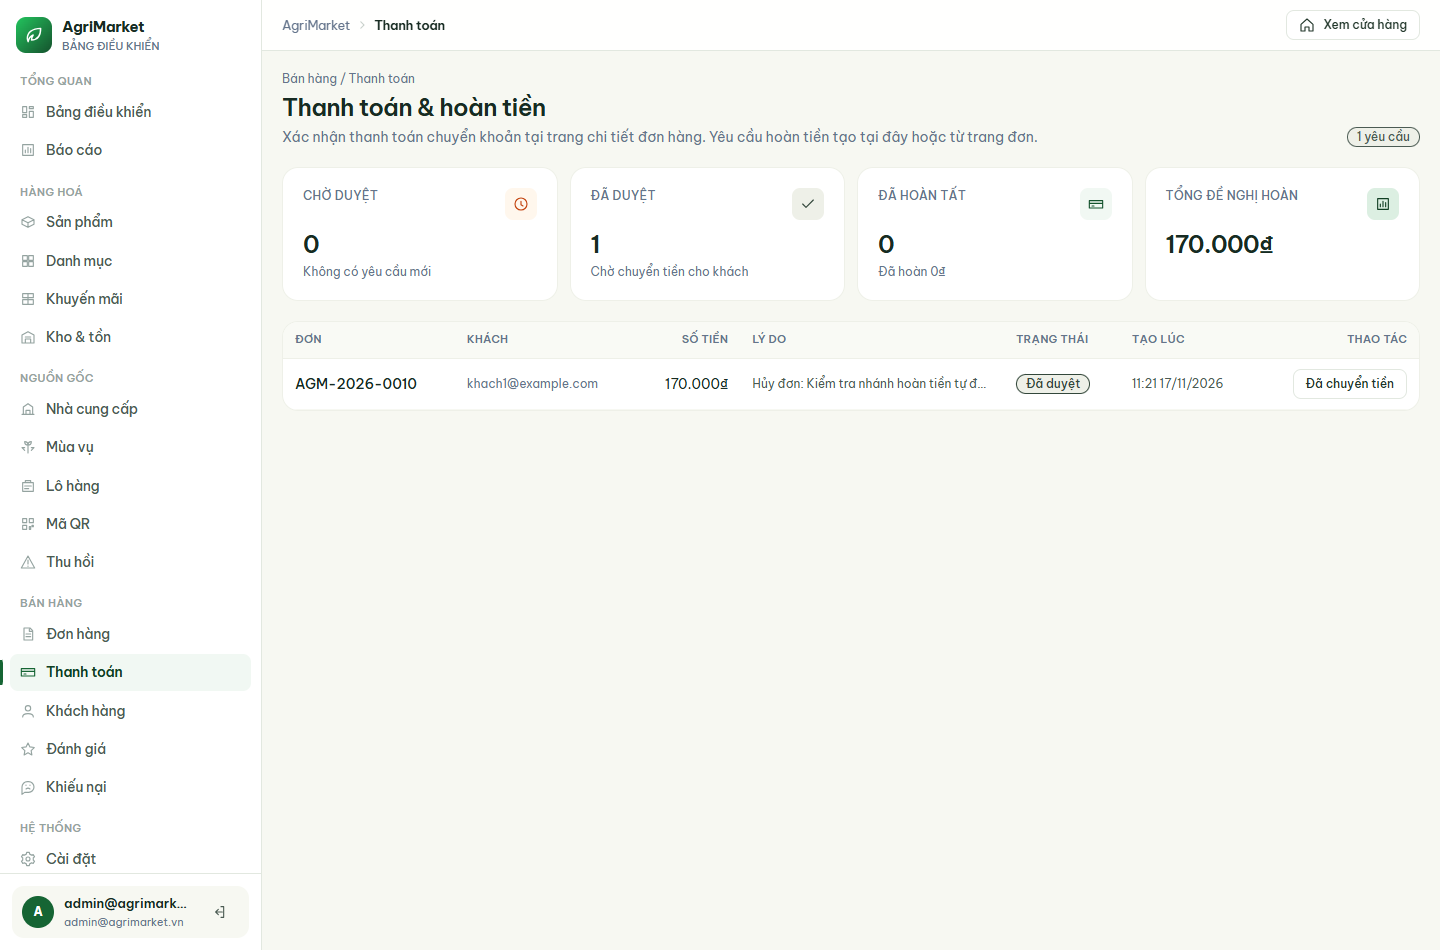 AgriMarket
BẢNG ĐIỀU KHIỂN
TỔNG QUAN
Bảng điều khiển
Báo cáo
HÀNG HOÁ
Sản phẩm
Danh mục
Khuyến mãi
Kho & tồn
NGUỒN GỐC
Nhà cung cấp
Mùa vụ
Lô hàng
Mã QR
Thu hồi
BÁN HÀNG
Đơn hàng
Thanh toán
Khách hàng
Đánh giá
Khiếu nại
HỆ THỐNG
Cài đặt
A
admin@agrimark...
admin@agrimarket.vn
AgriMarket > Thanh toán
Xem cửa hàng
Bán hàng / Thanh toán
Thanh toán & hoàn tiền
Xác nhận thanh toán chuyển khoản tại trang chi tiết đơn hàng. Yêu cầu hoàn tiền tạo tại đây hoặc từ trang đơn.
1 yêu cầu
CHỜ DUYỆT
0
Không có yêu cầu mới
ĐÃ DUYỆT
1
Chờ chuyển tiền cho khách
ĐÃ HOÀN TẤT
0
Đã hoàn 0₫
TỔNG ĐỀ NGHỊ HOÀN
170.000₫
ĐƠN KHÁCH SỐ TIỀN LÝ DO TRẠNG THÁI TẠO LÚC THAO TÁC
AGM-2026-0010 khach1@example.com 170.000₫ Hủy đơn: Kiểm tra nhánh hoàn tiền tự đ... Đã duyệt 11:21 17/11/2026 Đã chuyển tiền